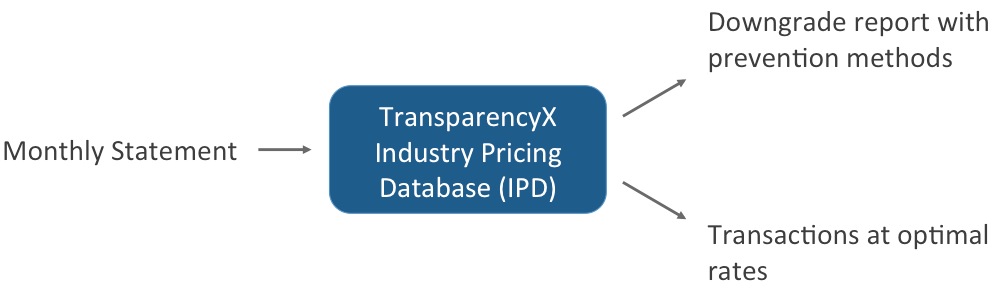 Downgrade report with
prevention methods
TransparencyX
Industry Pricing
Database (IPD)
Monthly Statement
Transactions at optimal
rates